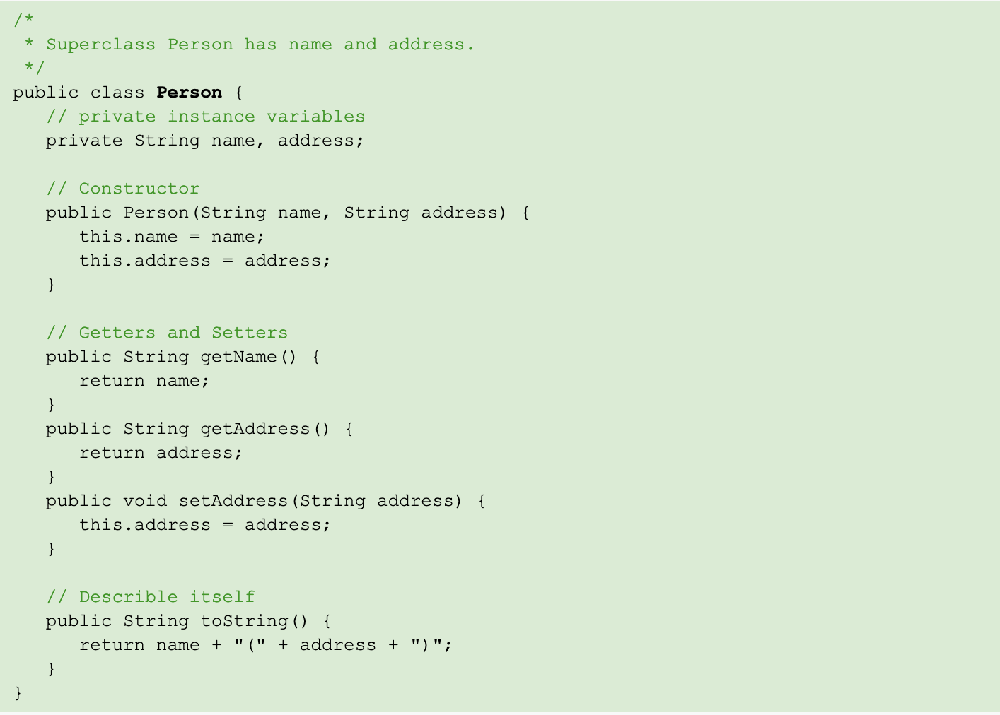 /*
 * Superclass Person has name and address.
 */
public class Person {
   // private instance variables
   private String name, address;

   // Constructor
   public Person(String name, String address) {
      this.name = name;
      this.address = address;
   }

   // Getters and Setters
   public String getName() {
      return name;
   }
   public String getAddress() {
      return address;
   }
   public void setAddress(String address) {
      this.address = address;
   }

   // Describle itself
   public String toString() {
      return name + "(" + address + ")";
   }
}